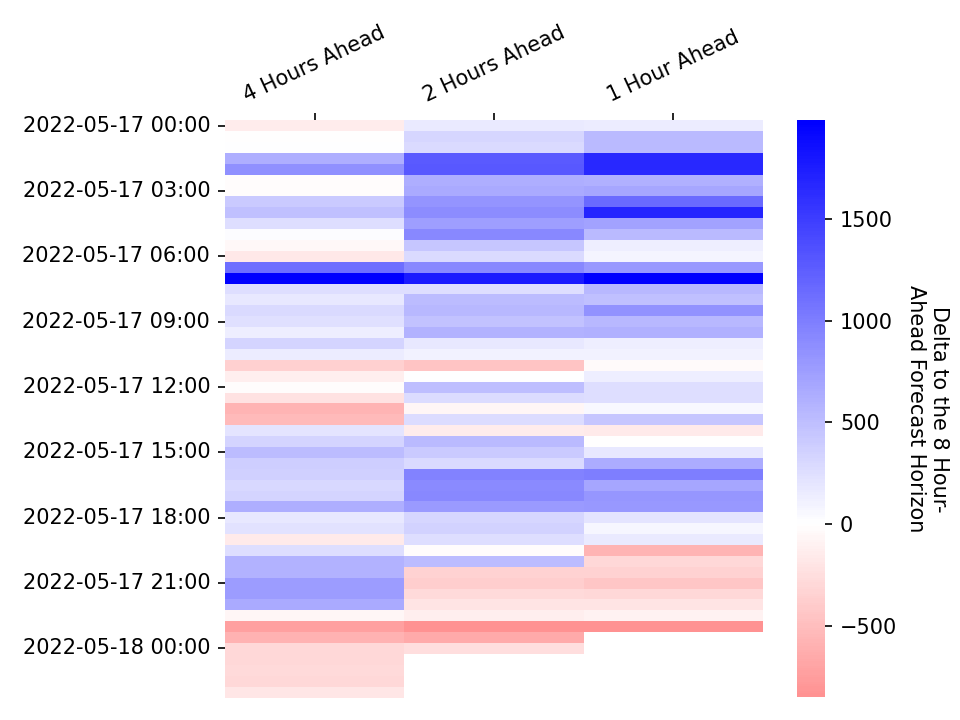 4 Hours Ahead
2 Hours Ahead
1 Hour Ahead
2022-05-17 00:00
2022-05-17 03:00
2022-05-17 06:00
2022-05-17 09:00
2022-05-17 12:00
2022-05-17 15:00
2022-05-17 18:00
2022-05-17 21:00
2022-05-18 00:00
1500
1000
500
0
−500
Delta to the 8 Hour-
Ahead Forecast Horizon